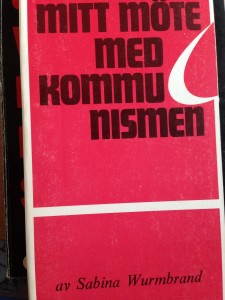 MITT MÖTE
MED
KOMMU
NISMEN
av Sabina Wurmbrand